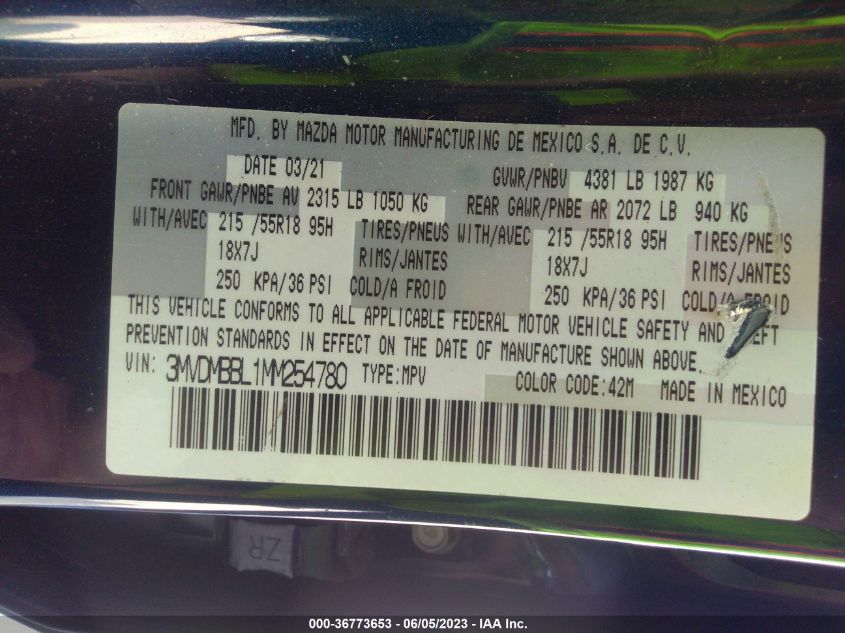 MFD. BY MAZDA MOTOR MANUFACTURING DE MEXICO S.A. DE C.V.
DATE 03/21 GVWR/PNBV 4381 LB 1987 KG
FRONT GAWR/PNBE AV 2315 LB 1050 KG REAR GAWR/PNBE AR 2072 LB 940 KG
WITH/AVEC 215 /55R18 95H TIRES/PNEUS WITH/AVEC 215 /55R18 95H TIRES/PNEUS
18X7J RIMS/JANTES 18X7J RIMS/JANTES
250 KPA/36 PSI COLD/A FROID 250 KPA/36 PSI COLD/A FROID
THIS VEHICLE CONFORMS TO ALL APPLICABLE FEDERAL MOTOR VEHICLE SAFETY AND THEFT
PREVENTION STANDARDS IN EFFECT ON THE DATE OF MANUFACTURE SHOWN ABOVE.
VIN: 3MVDMBBL1MM254780 TYPE:MPV COLOR CODE:42M MADE IN MEXICO
ZR
000-36773653 - 06/05/2023 - IAA Inc.